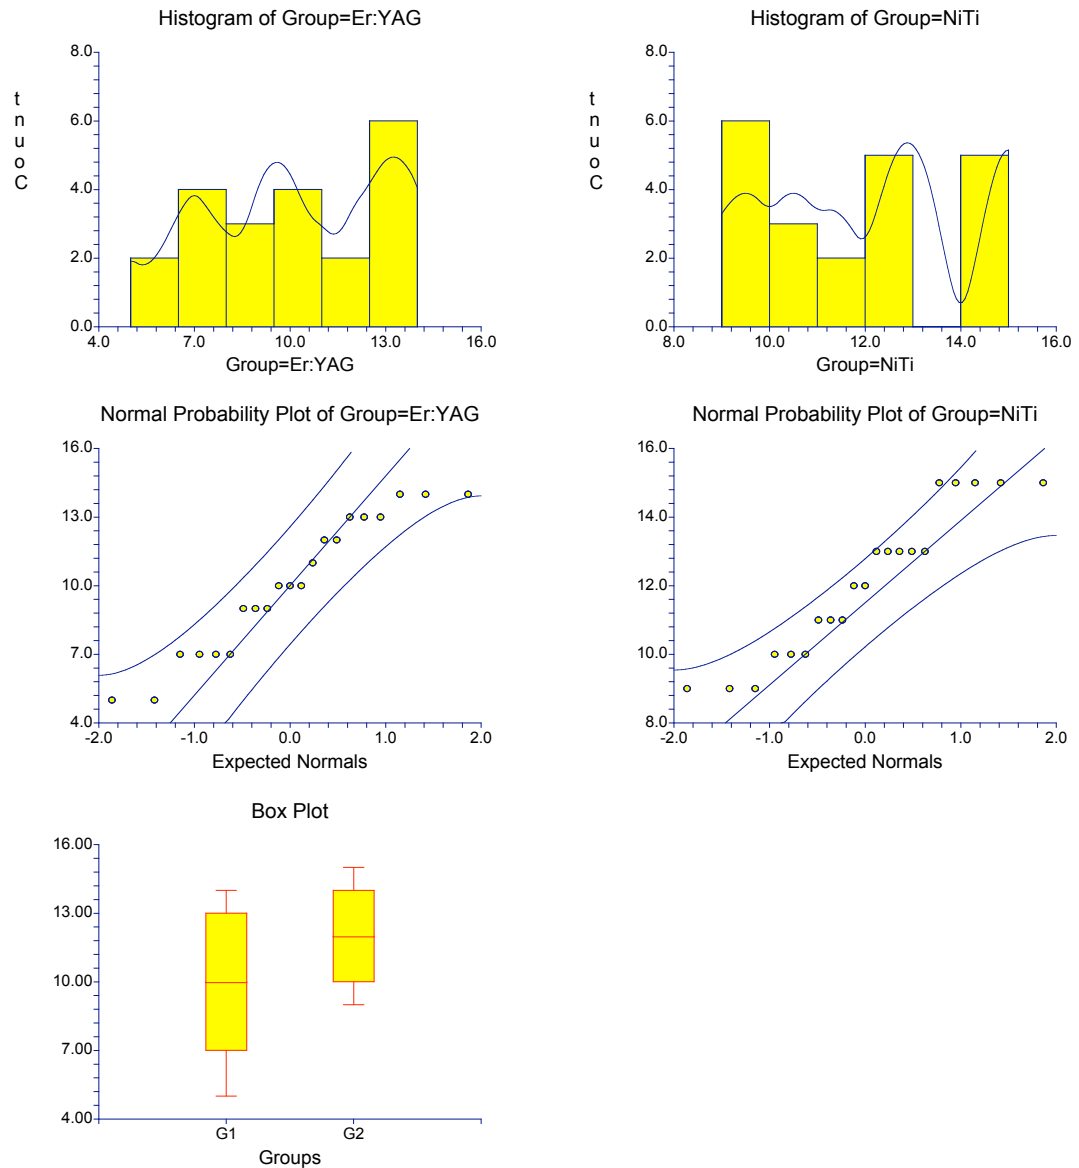 Histogram of Group=Er:YAG
8.0
6.0
4.0
2.0
0.0
t
n
u
o
C
4.0 7.0 10.0 13.0 16.0
Group=Er:YAG
Histogram of Group=NiTi
8.0
6.0
4.0
2.0
0.0
t
n
u
o
C
8.0 10.0 12.0 14.0 16.0
Group=NiTi
Normal Probability Plot of Group=Er:YAG
16.0
13.0
10.0
7.0
4.0
-2.0 -1.0 0.0 1.0 2.0
Expected Normals
Normal Probability Plot of Group=NiTi
16.0
14.0
12.0
10.0
8.0
-2.0 -1.0 0.0 1.0 2.0
Expected Normals
Box Plot
16.00
13.00
10.00
7.00
4.00
G1 G2
Groups